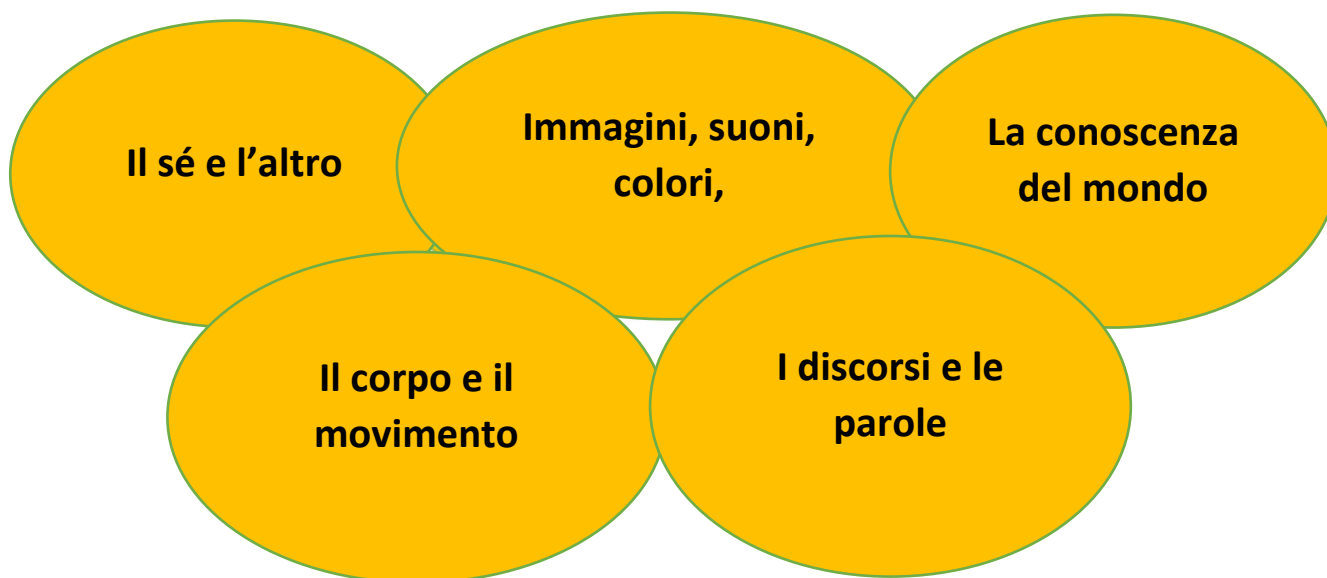 Il sé e l’altro
Immagini, suoni,
colori,
La conoscenza
del mondo
Il corpo e il
movimento
I discorsi e le
parole